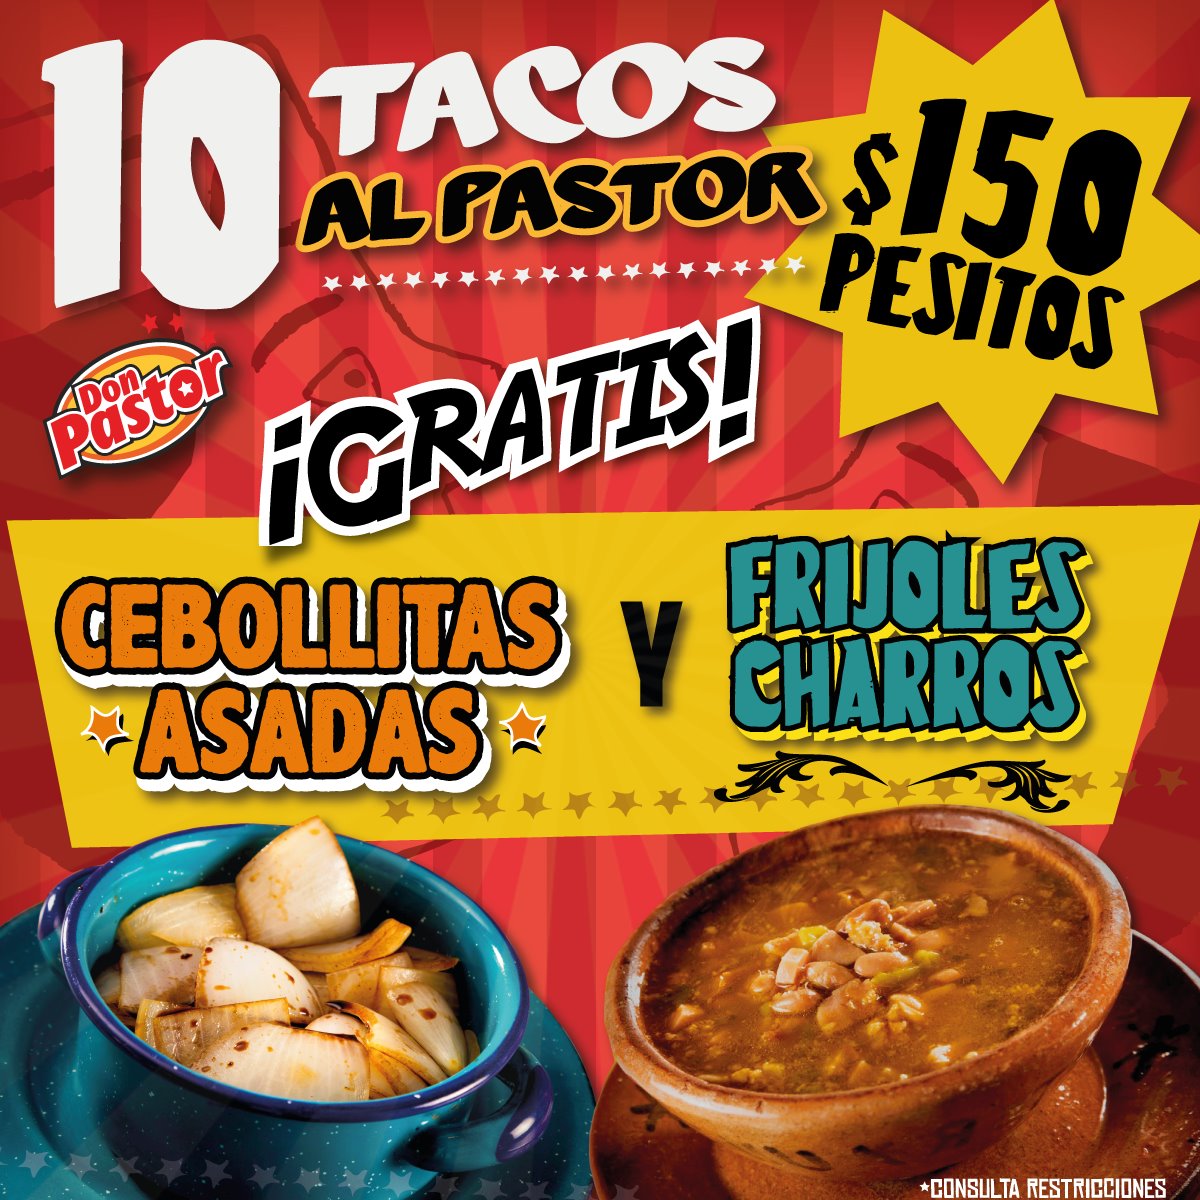 10 TACOS
AL PASTOR
$150
PESITOS
Don
Pastor
¡GRATIS!
CEBOLLITAS
ASADAS
Y
FRIJOLES
CHARROS
*CONSULTA RESTRICCIONES